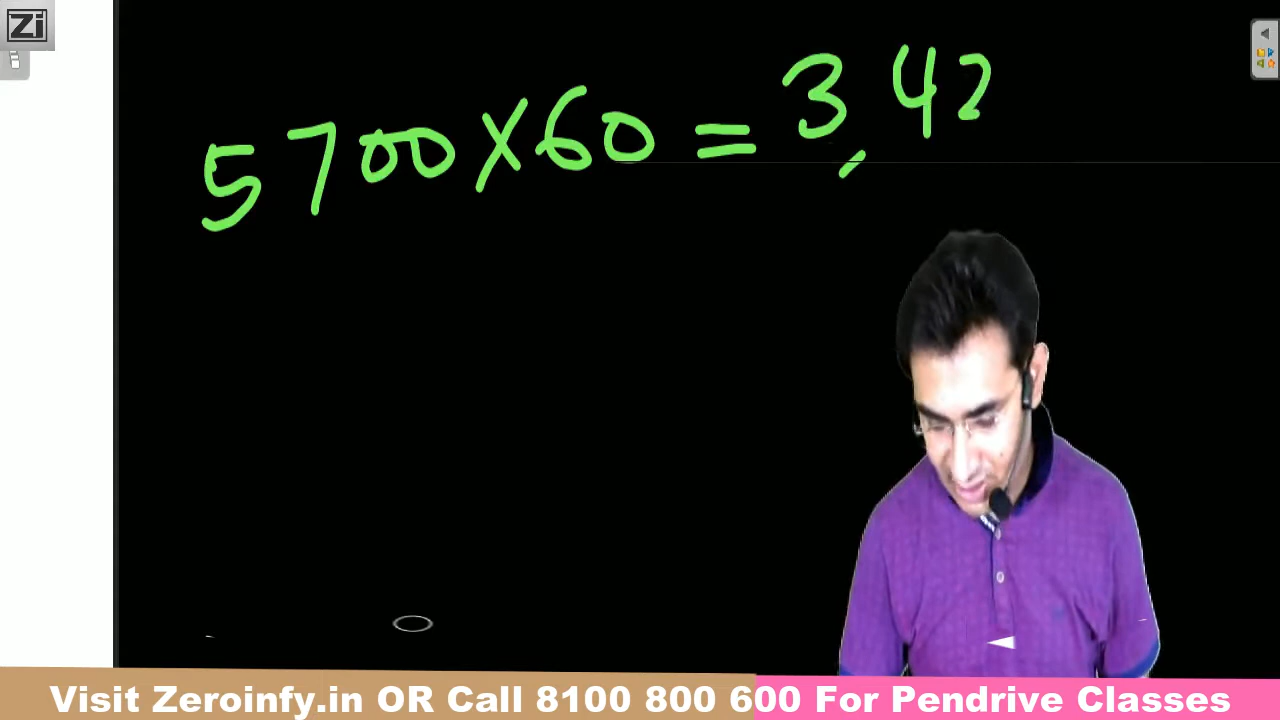 Zi
5700 × 60 = 3,42
Visit Zeroinfy.in OR Call 8100 800 600 For Pendrive Classes